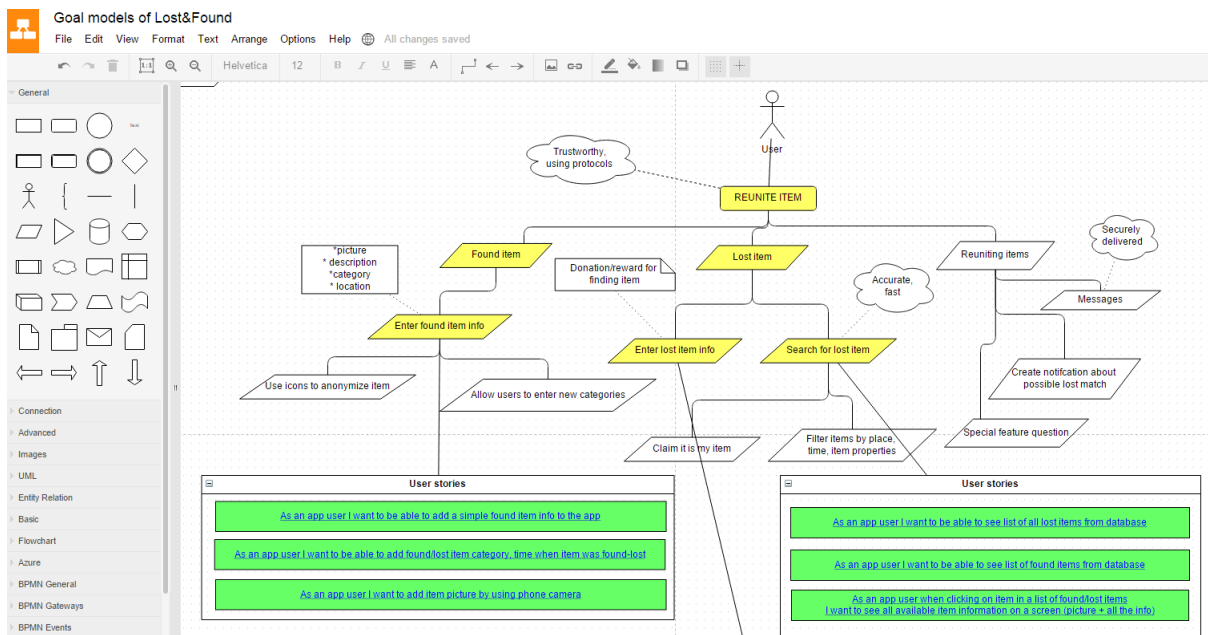 Goal models of Lost&Found
File Edit View Format Text Arrange Options Help All changes saved
1:1 Helvetica 12 B I U A
General
Text
Connection
Advanced
Images
UML
Entity Relation
Basic
Flowchart
Azure
BPMN General
BPMN Gateways
BPMN Events
User
Trustworthy,
using protocols
REUNITE ITEM
Found item
Lost item
Reuniting items
Securely
delivered
*picture
* description
*category
* location
Donation/reward for
finding item
Accurate,
fast
Messages
Enter found item info
Enter lost item info
Search for lost item
Use icons to anonymize item
Allow users to enter new categories
Create notifcation about
possible lost match
Claim it is my item
Filter items by place,
time, item properties
Special feature question
User stories
As an app user I want to be able to add a simple found item info to the app
As an app user I want to be able to add found/lost item category, time when item was found-lost
As an app user I want to add item picture by using phone camera
User stories
As an app user I want to be able to see list of all lost items from database
As an app user I want to be able to see list of found items from database
As an app user when clicking on item in a list of found/lost items
I want to see all available item information on a screen (picture + all the info)